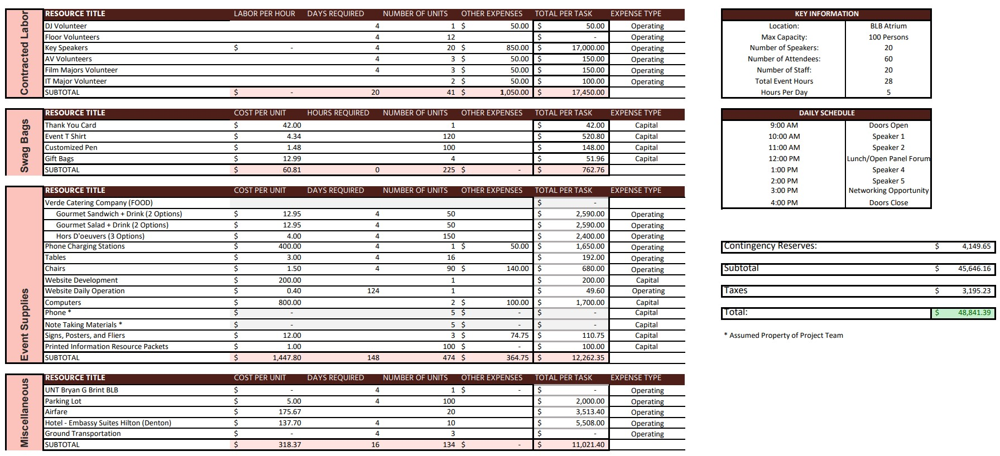 Contracted Labor
RESOURCE TITLE LABOR PER HOUR DAYS REQUIRED NUMBER OF UNITS OTHER EXPENSES TOTAL PER TASK EXPENSE TYPE
DJ Volunteer 4 1 $ 50.00 $ 50.00 Operating
Floor Volunteers 4 12 $ - Operating
Key Speakers $ - 4 20 $ 850.00 $ 17,000.00 Operating
AV Volunteers 4 3 $ 50.00 $ 150.00 Operating
Film Majors Volunteer 4 3 $ 50.00 $ 150.00 Operating
IT Major Volunteer 2 $ 50.00 $ 100.00 Operating
SUBTOTAL $ - 20 41 $ 1,050.00 $ 17,450.00
Swag Bags
RESOURCE TITLE COST PER UNIT HOURS REQUIRED NUMBER OF UNITS OTHER EXPENSES TOTAL PER TASK EXPENSE TYPE
Thank You Card $ 42.00 1 $ 42.00 Capital
Event T Shirt $ 4.34 120 $ 520.80 Capital
Customized Pen $ 1.48 100 $ 148.00 Capital
Gift Bags $ 12.99 4 $ 51.96 Capital
SUBTOTAL $ 60.81 0 225 $ - $ 762.76
Event Supplies
RESOURCE TITLE COST PER UNIT DAYS REQUIRED NUMBER OF UNITS OTHER EXPENSES TOTAL PER TASK EXPENSE TYPE
Verde Catering Company (FOOD) $ -
Gourmet Sandwich + Drink (2 Options) $ 12.95 4 50 $ 2,590.00 Operating
Gourmet Salad + Drink (2 Options) $ 12.95 4 50 $ 2,590.00 Operating
Hors D'oeuvers (3 Options) $ 4.00 4 150 $ 2,400.00 Operating
Phone Charging Stations $ 400.00 4 1 $ 50.00 $ 1,650.00 Operating
Tables $ 3.00 4 16 $ 192.00 Operating
Chairs $ 1.50 4 90 $ 140.00 $ 680.00 Operating
Website Development $ 200.00 1 $ 200.00 Capital
Website Daily Operation $ 0.40 124 1 $ 49.60 Operating
Computers $ 800.00 2 $ 100.00 $ 1,700.00 Capital
Phone * $ - 5 $ - $ - Capital
Note Taking Materials * $ - 5 $ - $ - Capital
Signs, Posters, and Fliers $ 12.00 3 $ 74.75 $ 110.75 Capital
Printed Information Resource Packets $ 1.00 100 $ - $ 100.00 Capital
SUBTOTAL $ 1,447.80 148 474 $ 364.75 $ 12,262.35
Miscellaneous
RESOURCE TITLE COST PER UNIT DAYS REQUIRED NUMBER OF UNITS OTHER EXPENSES TOTAL PER TASK EXPENSE TYPE
UNT Bryan G Brint BLB $ - 4 1 $ - $ - Operating
Parking Lot $ 5.00 4 100 $ 2,000.00 Operating
Airfare $ 175.67 20 $ 3,513.40 Operating
Hotel - Embassy Suites Hilton (Denton) $ 137.70 4 10 $ 5,508.00 Operating
Ground Transportation $ - 4 3 $ - Operating
SUBTOTAL $ 318.37 16 134 $ - $ 11,021.40
KEY INFORMATION
Location: BLB Atrium
Max Capacity: 100 Persons
Number of Speakers: 20
Number of Attendees: 60
Number of Staff: 20
Total Event Hours 28
Hours Per Day 5
DAILY SCHEDULE
9:00 AM Doors Open
10:00 AM Speaker 1
11:00 AM Speaker 2
12:00 PM Lunch/Open Panel Forum
1:00 PM Speaker 4
2:00 PM Speaker 5
3:00 PM Networking Opportunity
4:00 PM Doors Close
Contingency Reserves: $ 4,149.65
Subtotal $ 45,646.16
Taxes $ 3,195.23
Total: $ 48,841.39
* Assumed Property of Project Team